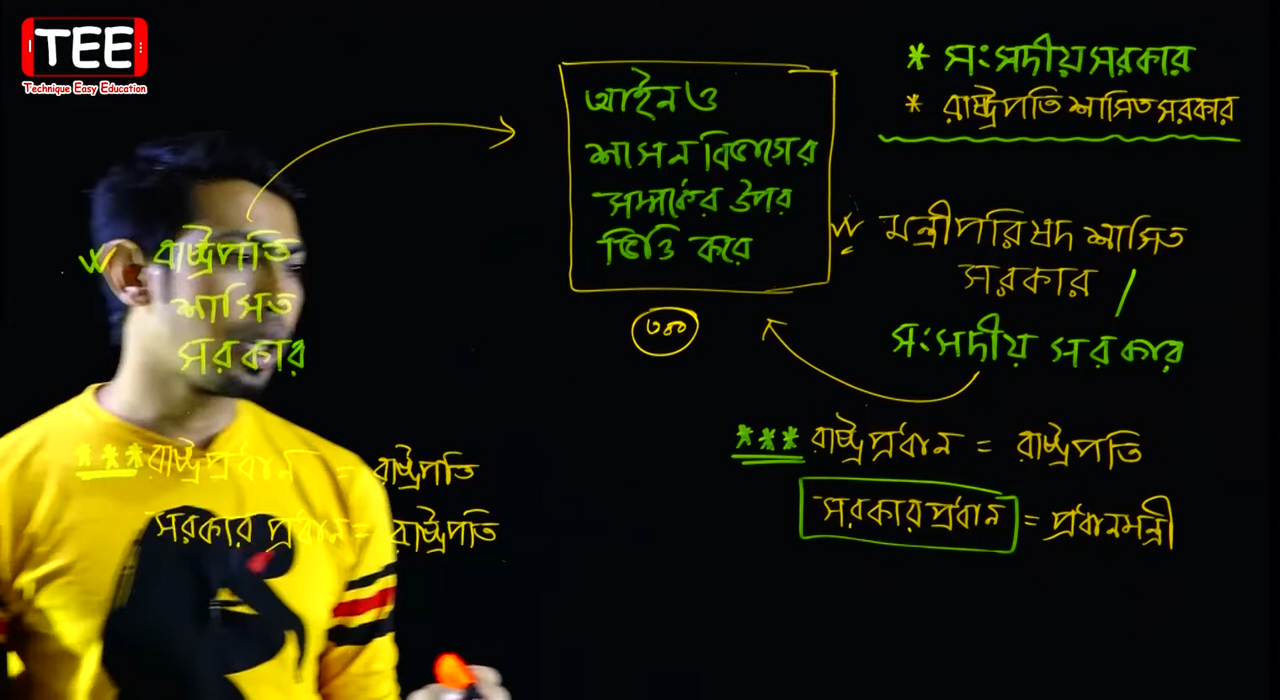 TEE
Technique Easy Education
* সংসদীয় সরকার
* রাষ্ট্রপতি শাসিত সরকার
আইন ও
শাসন বিভাগের
সম্পর্কের উপর
ভিত্তি করে
৩০০
রাষ্ট্রপতি
শাসিত
সরকার
*** রাষ্ট্রপ্রধান = রাষ্ট্রপতি
সরকার প্রধান = রাষ্ট্রপতি
মন্ত্রীপরিষদ শাসিত
সরকার /
সংসদীয় সরকার
*** রাষ্ট্রপ্রধান = রাষ্ট্রপতি
সরকার প্রধান = প্রধানমন্ত্রী